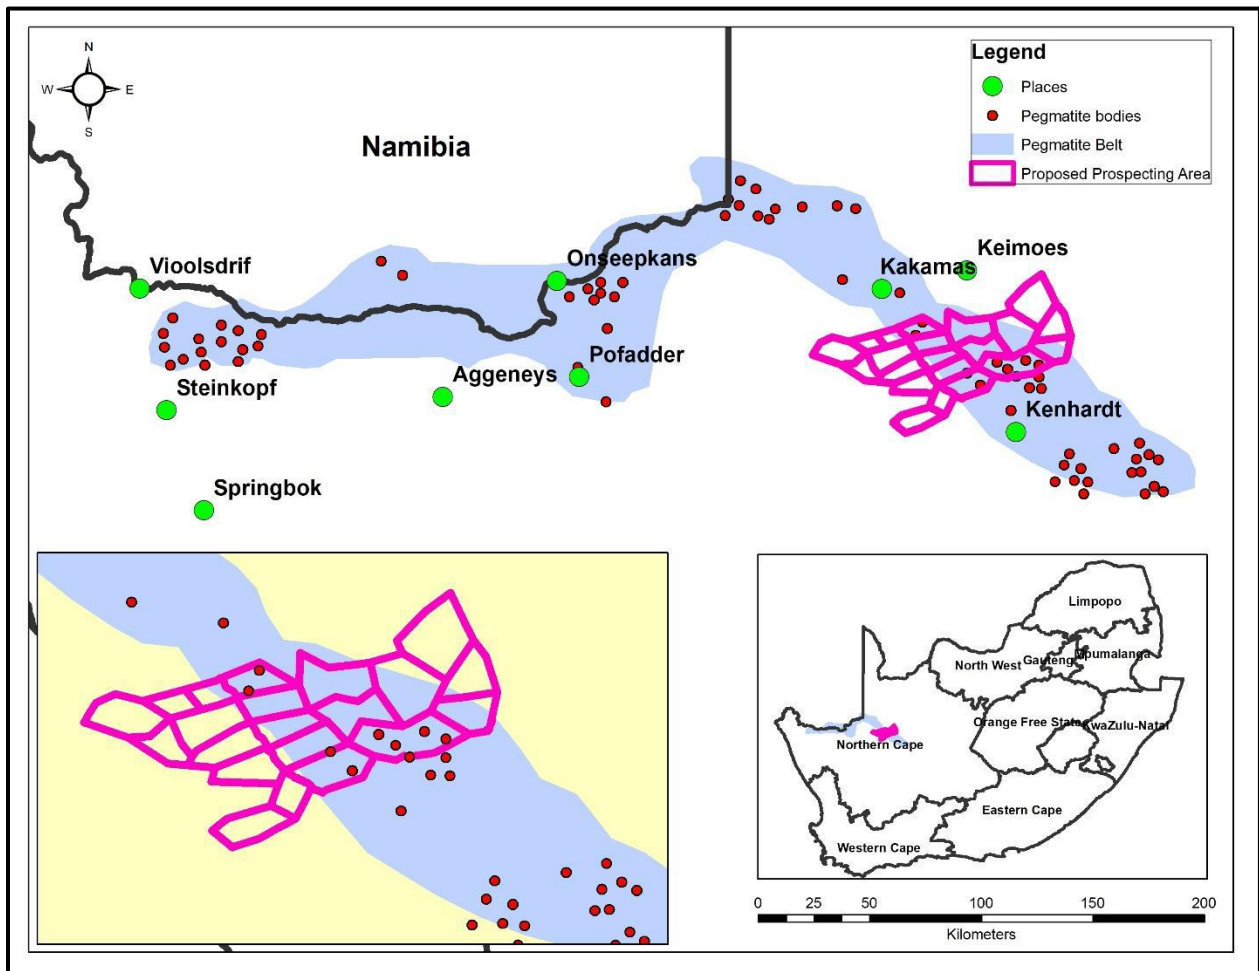 N
W E
S
Namibia
Legend
Places
Pegmatite bodies
Pegmatite Belt
Proposed Prospecting Area
Vioolsdrif
Onseepkans
Keimoes
Kakamas
Steinkopf
Aggeneys
Pofadder
Kenhardt
Springbok
Limpopo
North West
Gauteng
Mpumalanga
Orange Free State
KwaZulu-Natal
Northern Cape
Eastern Cape
Western Cape
0 25 50 100 150 200
Kilometers